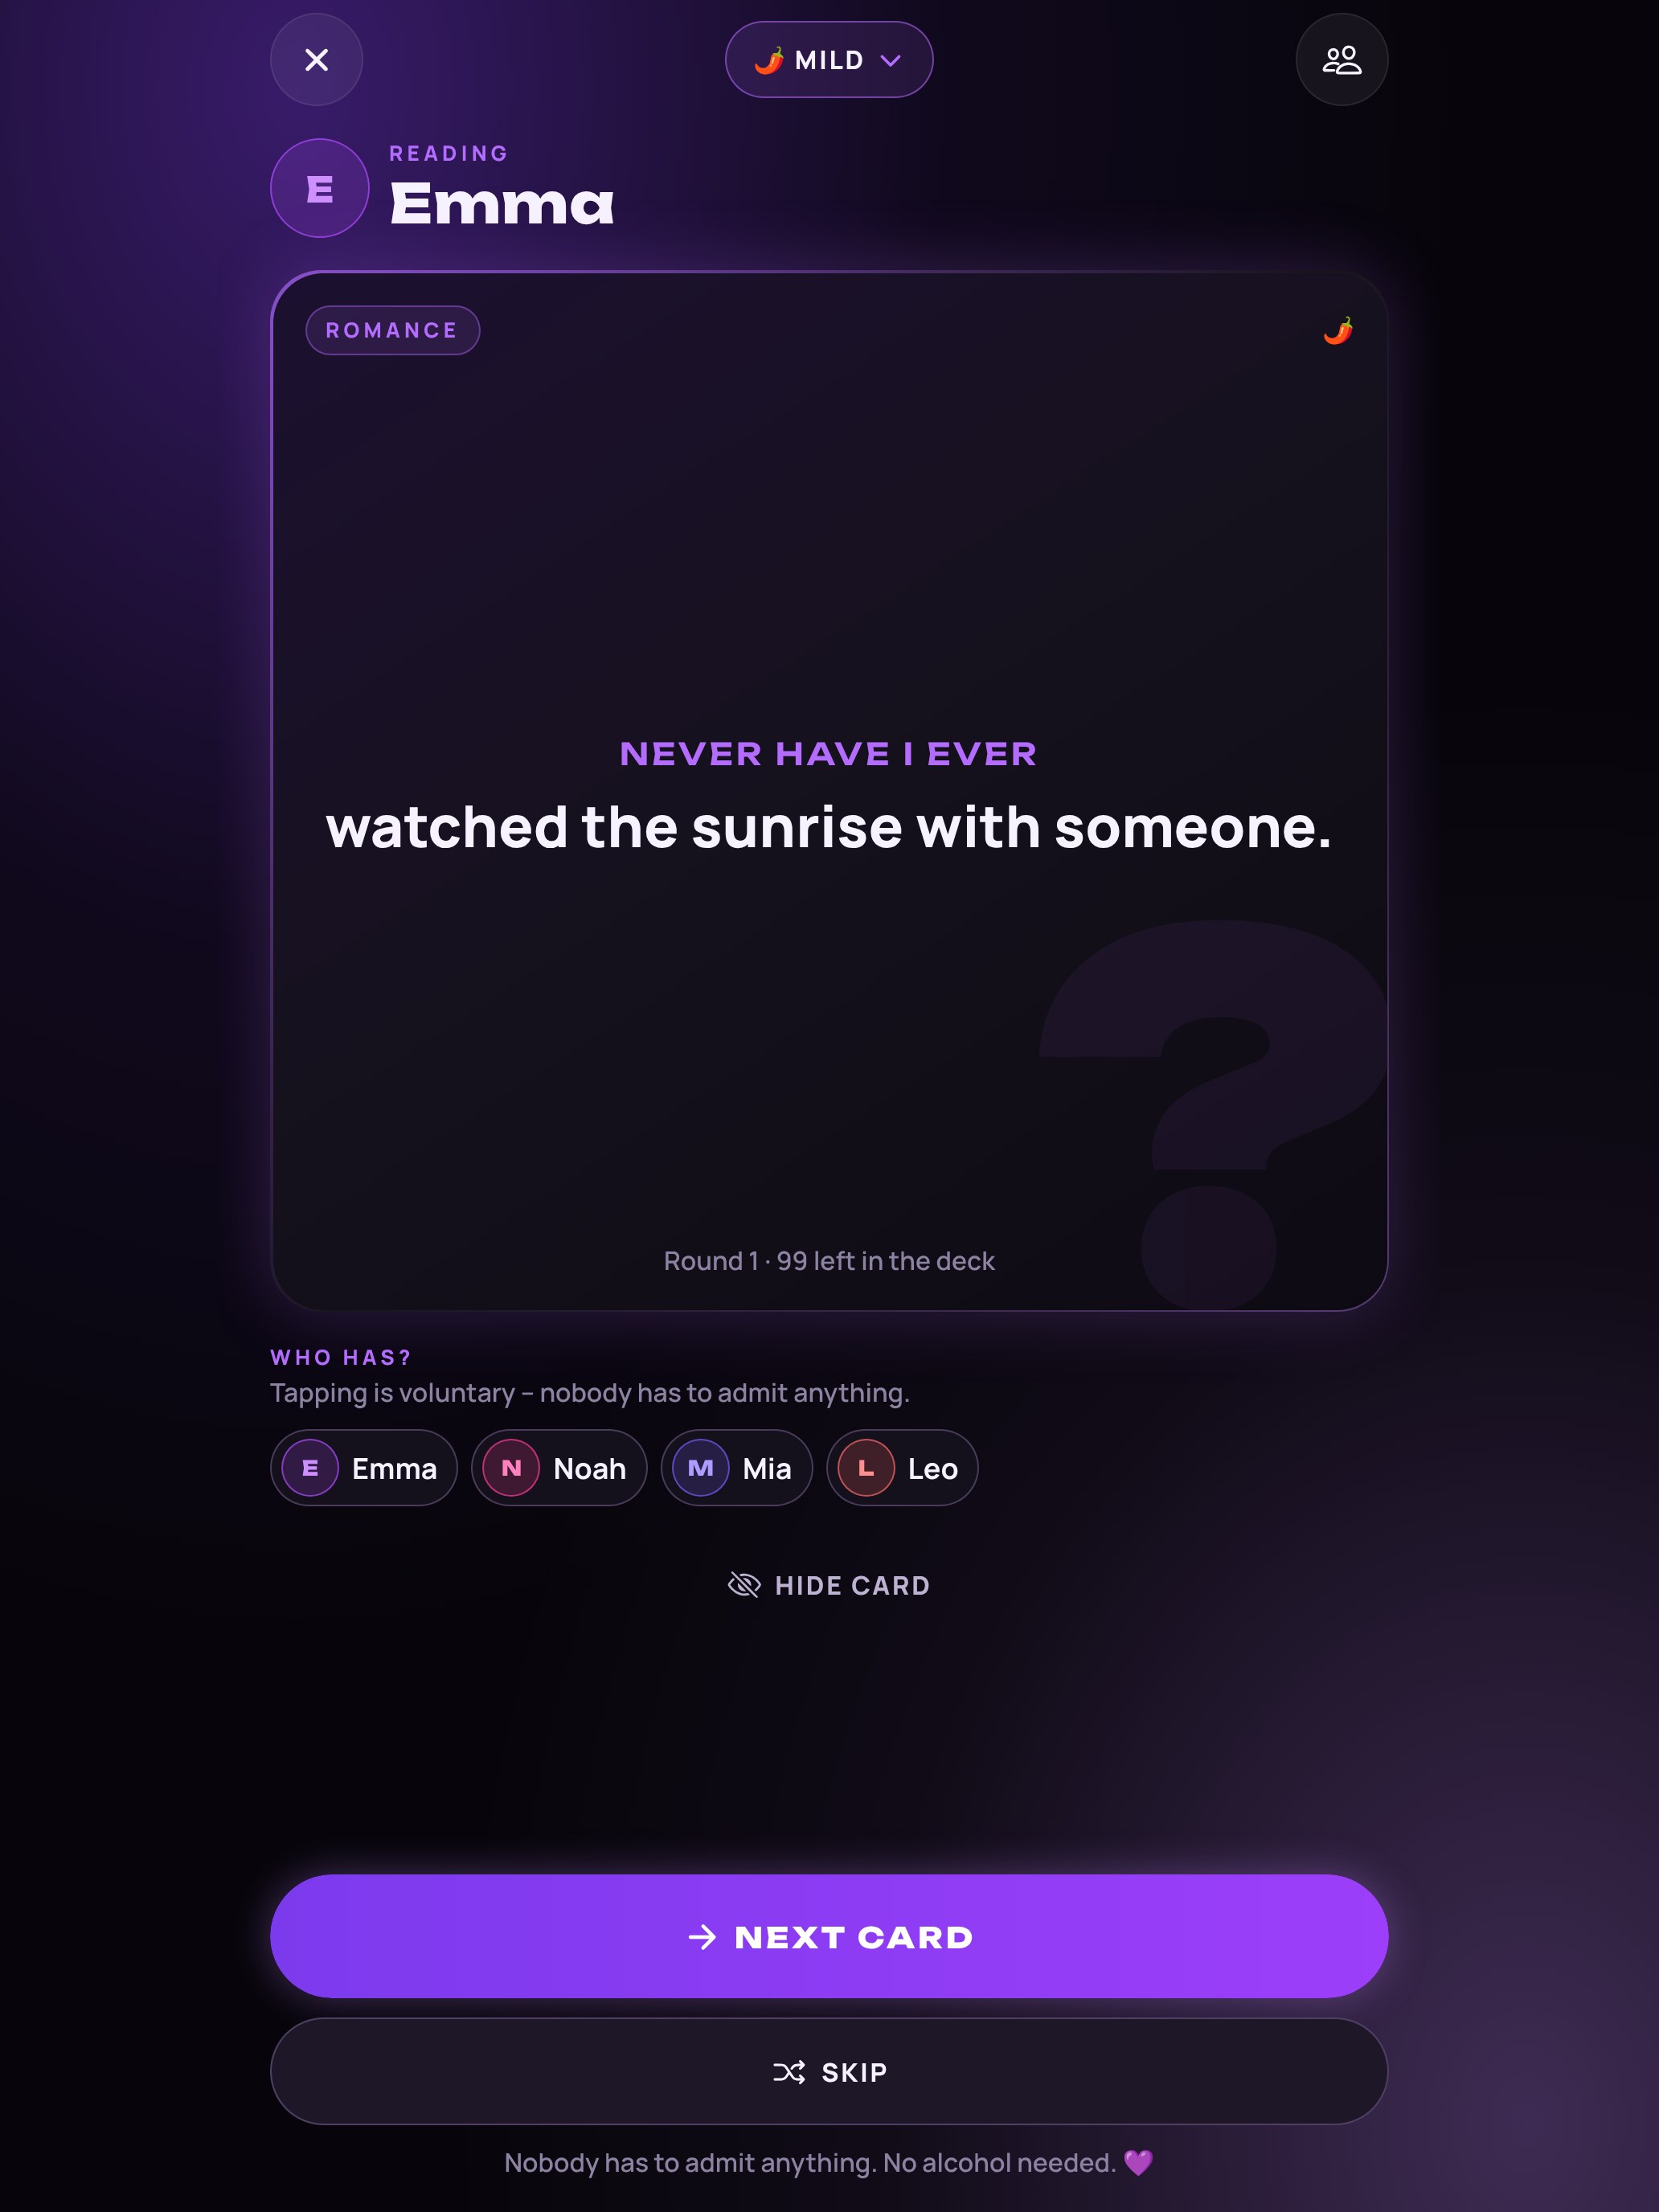 🌶️ MILD
READING
E
Emma
ROMANCE
🌶️
NEVER HAVE I EVER
watched the sunrise with someone.
?
Round 1 · 99 left in the deck
WHO HAS?
Tapping is voluntary – nobody has to admit anything.
E Emma N Noah M Mia L Leo
HIDE CARD
NEXT CARD
SKIP
Nobody has to admit anything. No alcohol needed. 💜